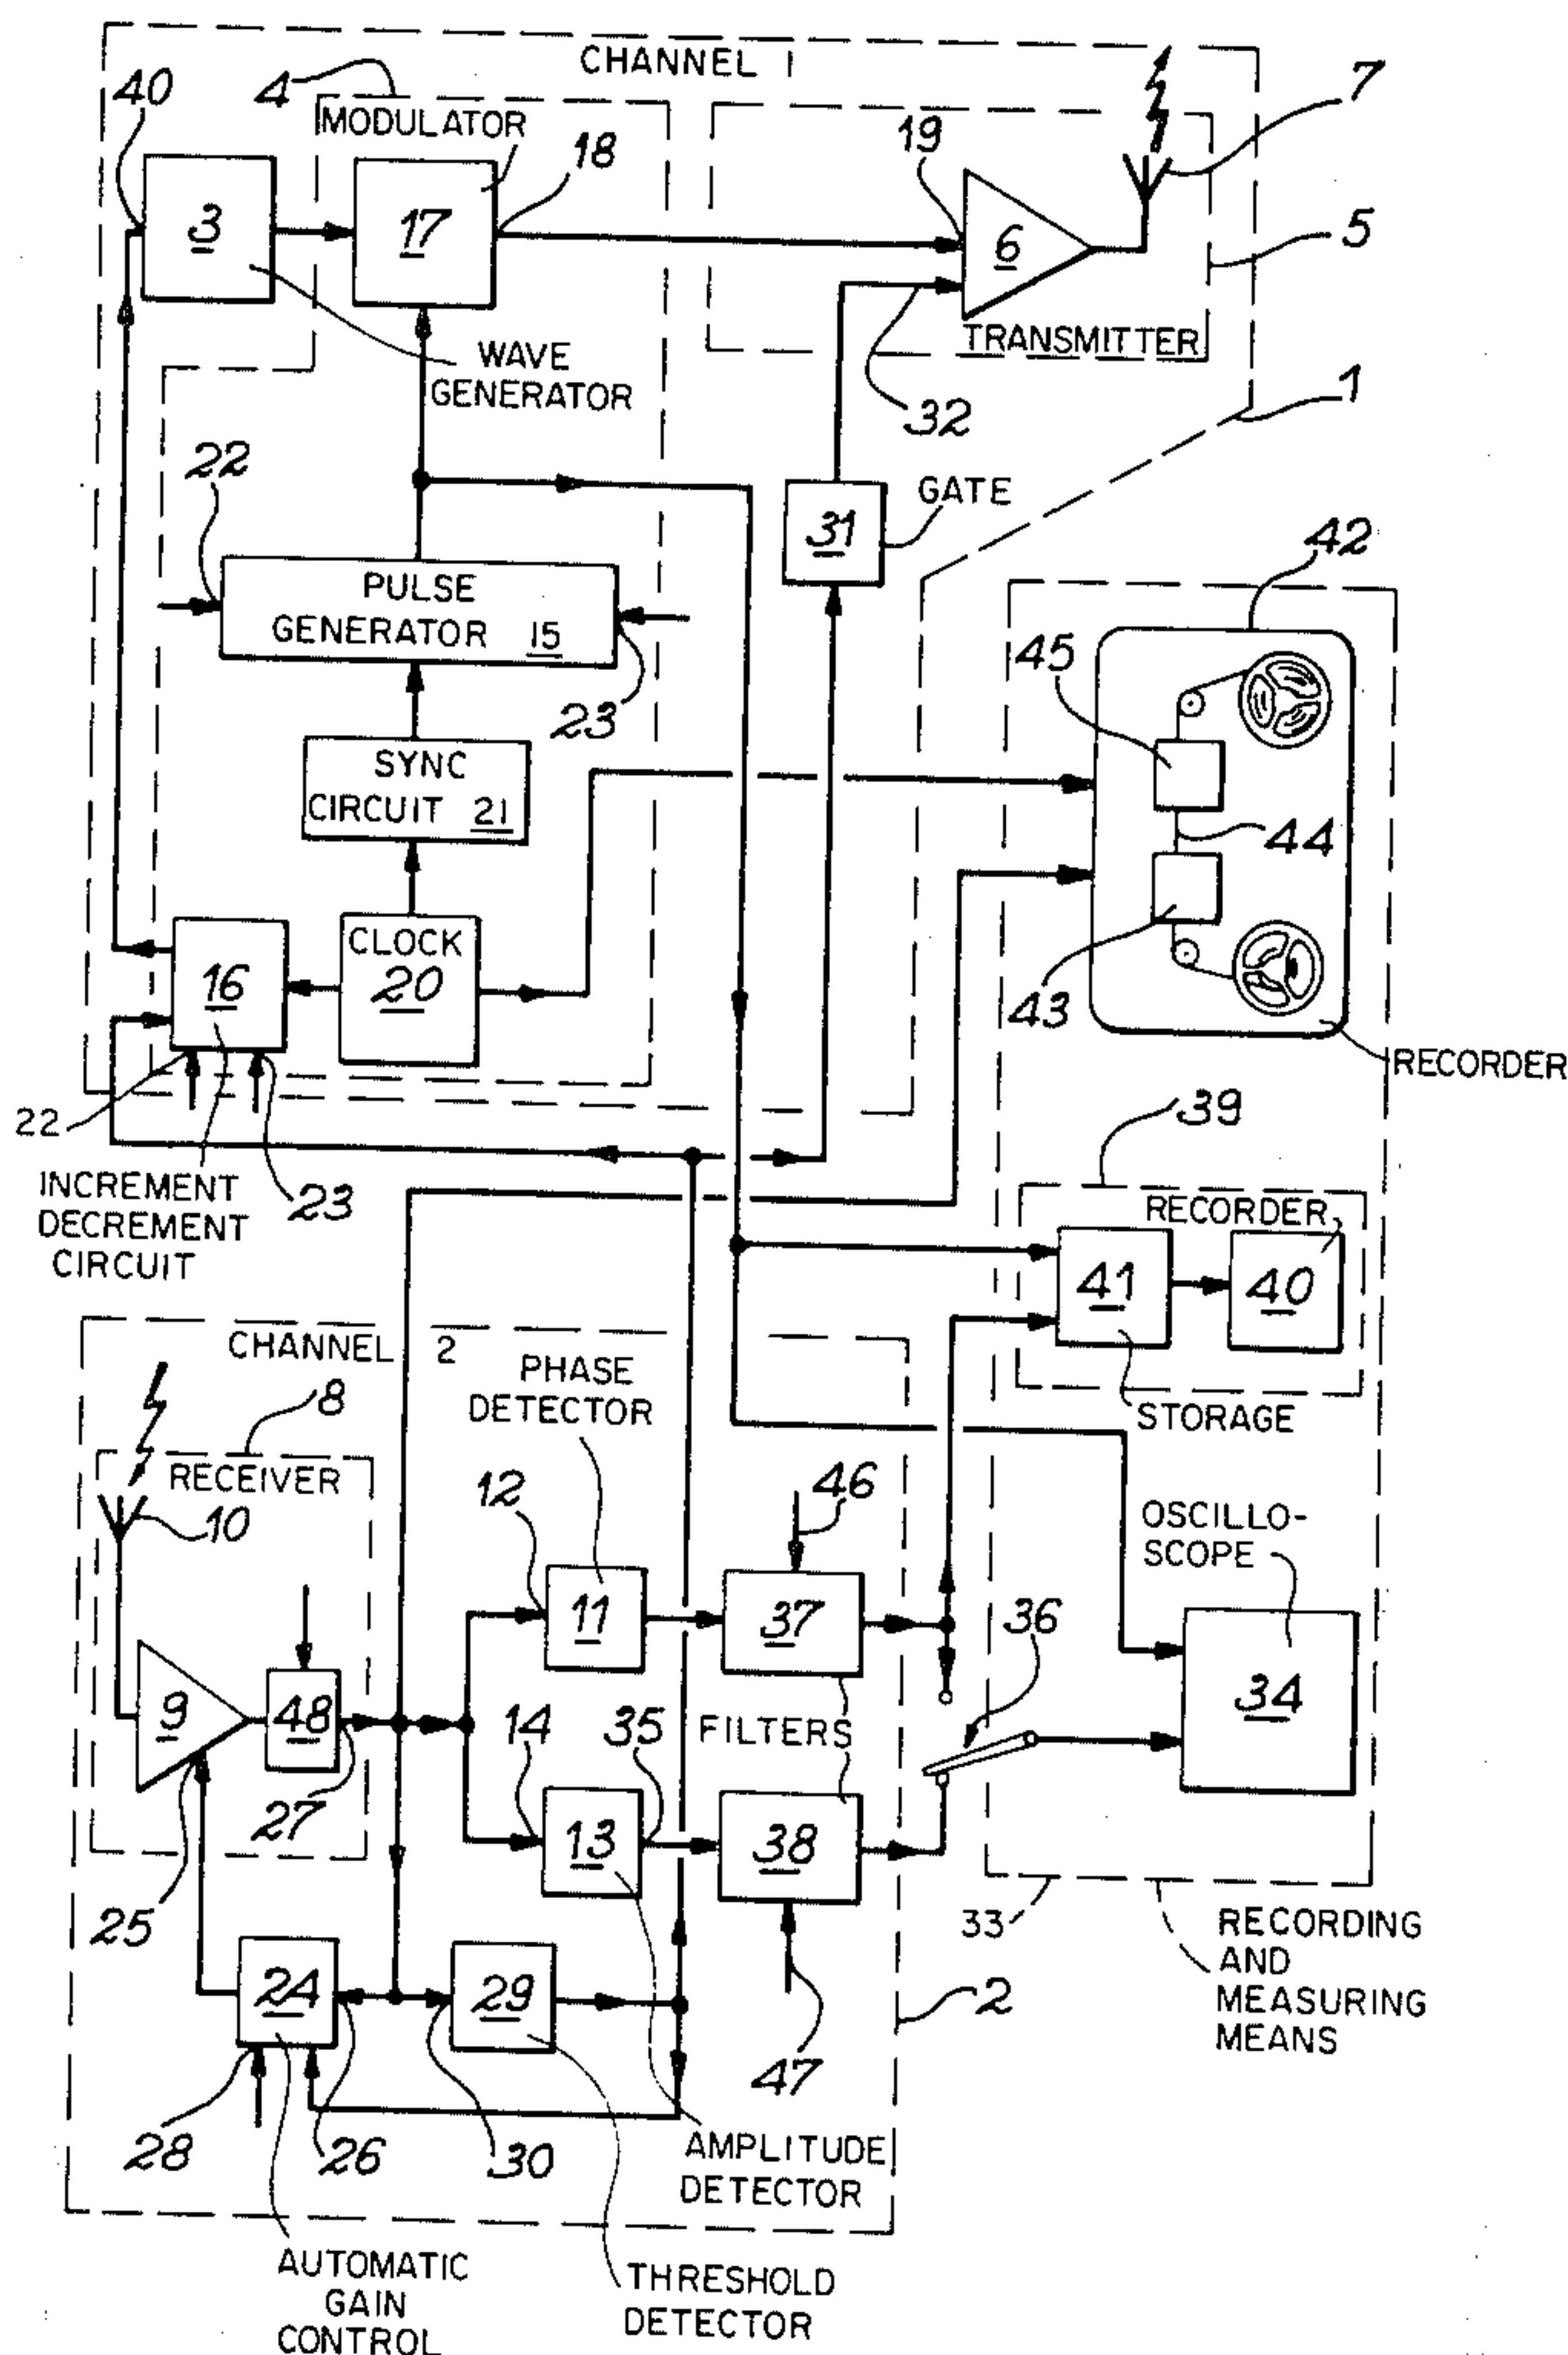 CHANNEL 1
40
4
MODULATOR
18
19
7
3
17
6
5
TRANSMITTER
WAVE
GENERATOR
32
1
22
GATE
31
42
PULSE
GENERATOR 15
45
23
SYNC
CIRCUIT 21
44
CLOCK
20
16
43
RECORDER
22
23
39
INCREMENT
DECREMENT
CIRCUIT
RECORDER
41
40
CHANNEL 2
PHASE
DETECTOR
STORAGE
8
RECEIVER
12
46
OSCILLO-
SCOPE
10
11
37
36
9
48
14
35
FILTERS
34
27
13
38
25
33
RECORDING
AND
MEASURING
MEANS
24
29
2
47
28
26
30
AMPLITUDE
DETECTOR
AUTOMATIC
GAIN
CONTROL
THRESHOLD
DETECTOR